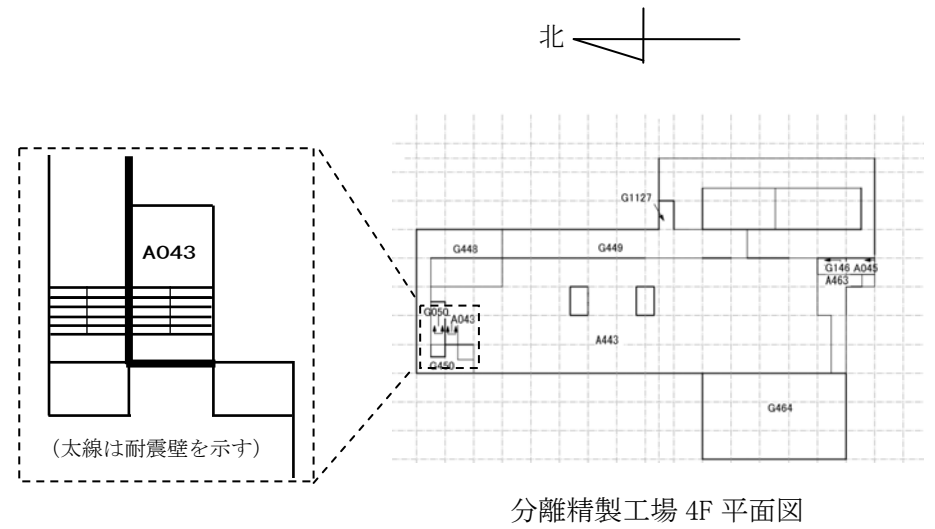 北
A043
(太線は耐震壁を示す)
G1127
G448
G449
G146 A045
A463
G050
A043
A443
G450
G464
分離精製工場 4F 平面図